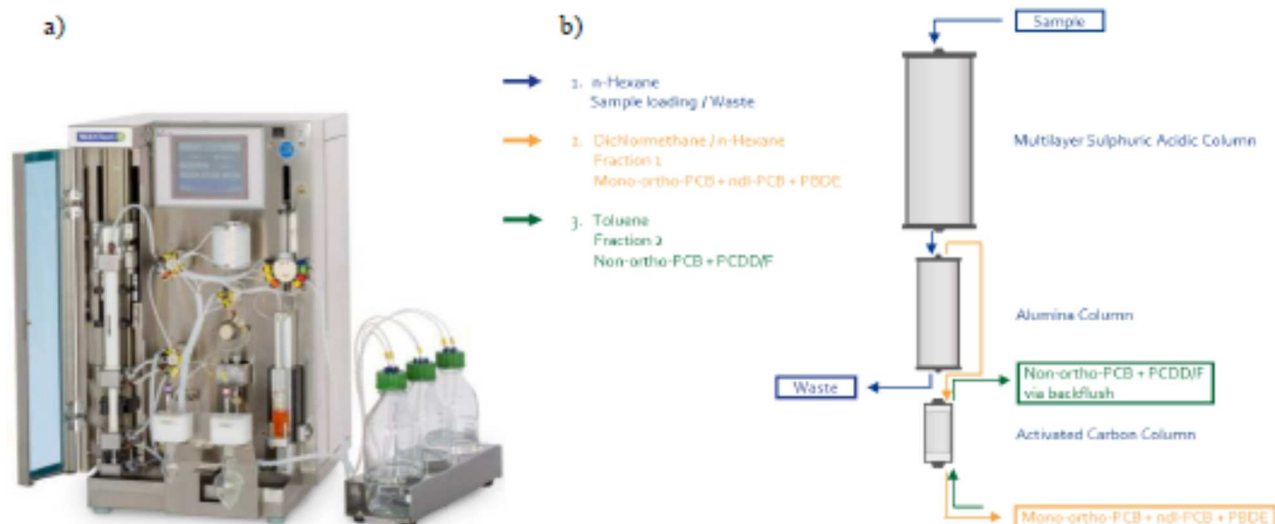 a)
b)
Sample
1. n-Hexane
Sample loading / Waste
2. Dichlormethane / n-Hexane
Fraction 1
Mono-ortho-PCB + ndl-PCB + PBDE
3. Toluene
Fraction 2
Non-ortho-PCB + PCDD/F
Multilayer Sulphuric Acidic Column
Alumina Column
Waste
Non-ortho-PCB + PCDD/F
via backflush
Activated Carbon Column
Mono-ortho-PCB + ndl-PCB + PBDE